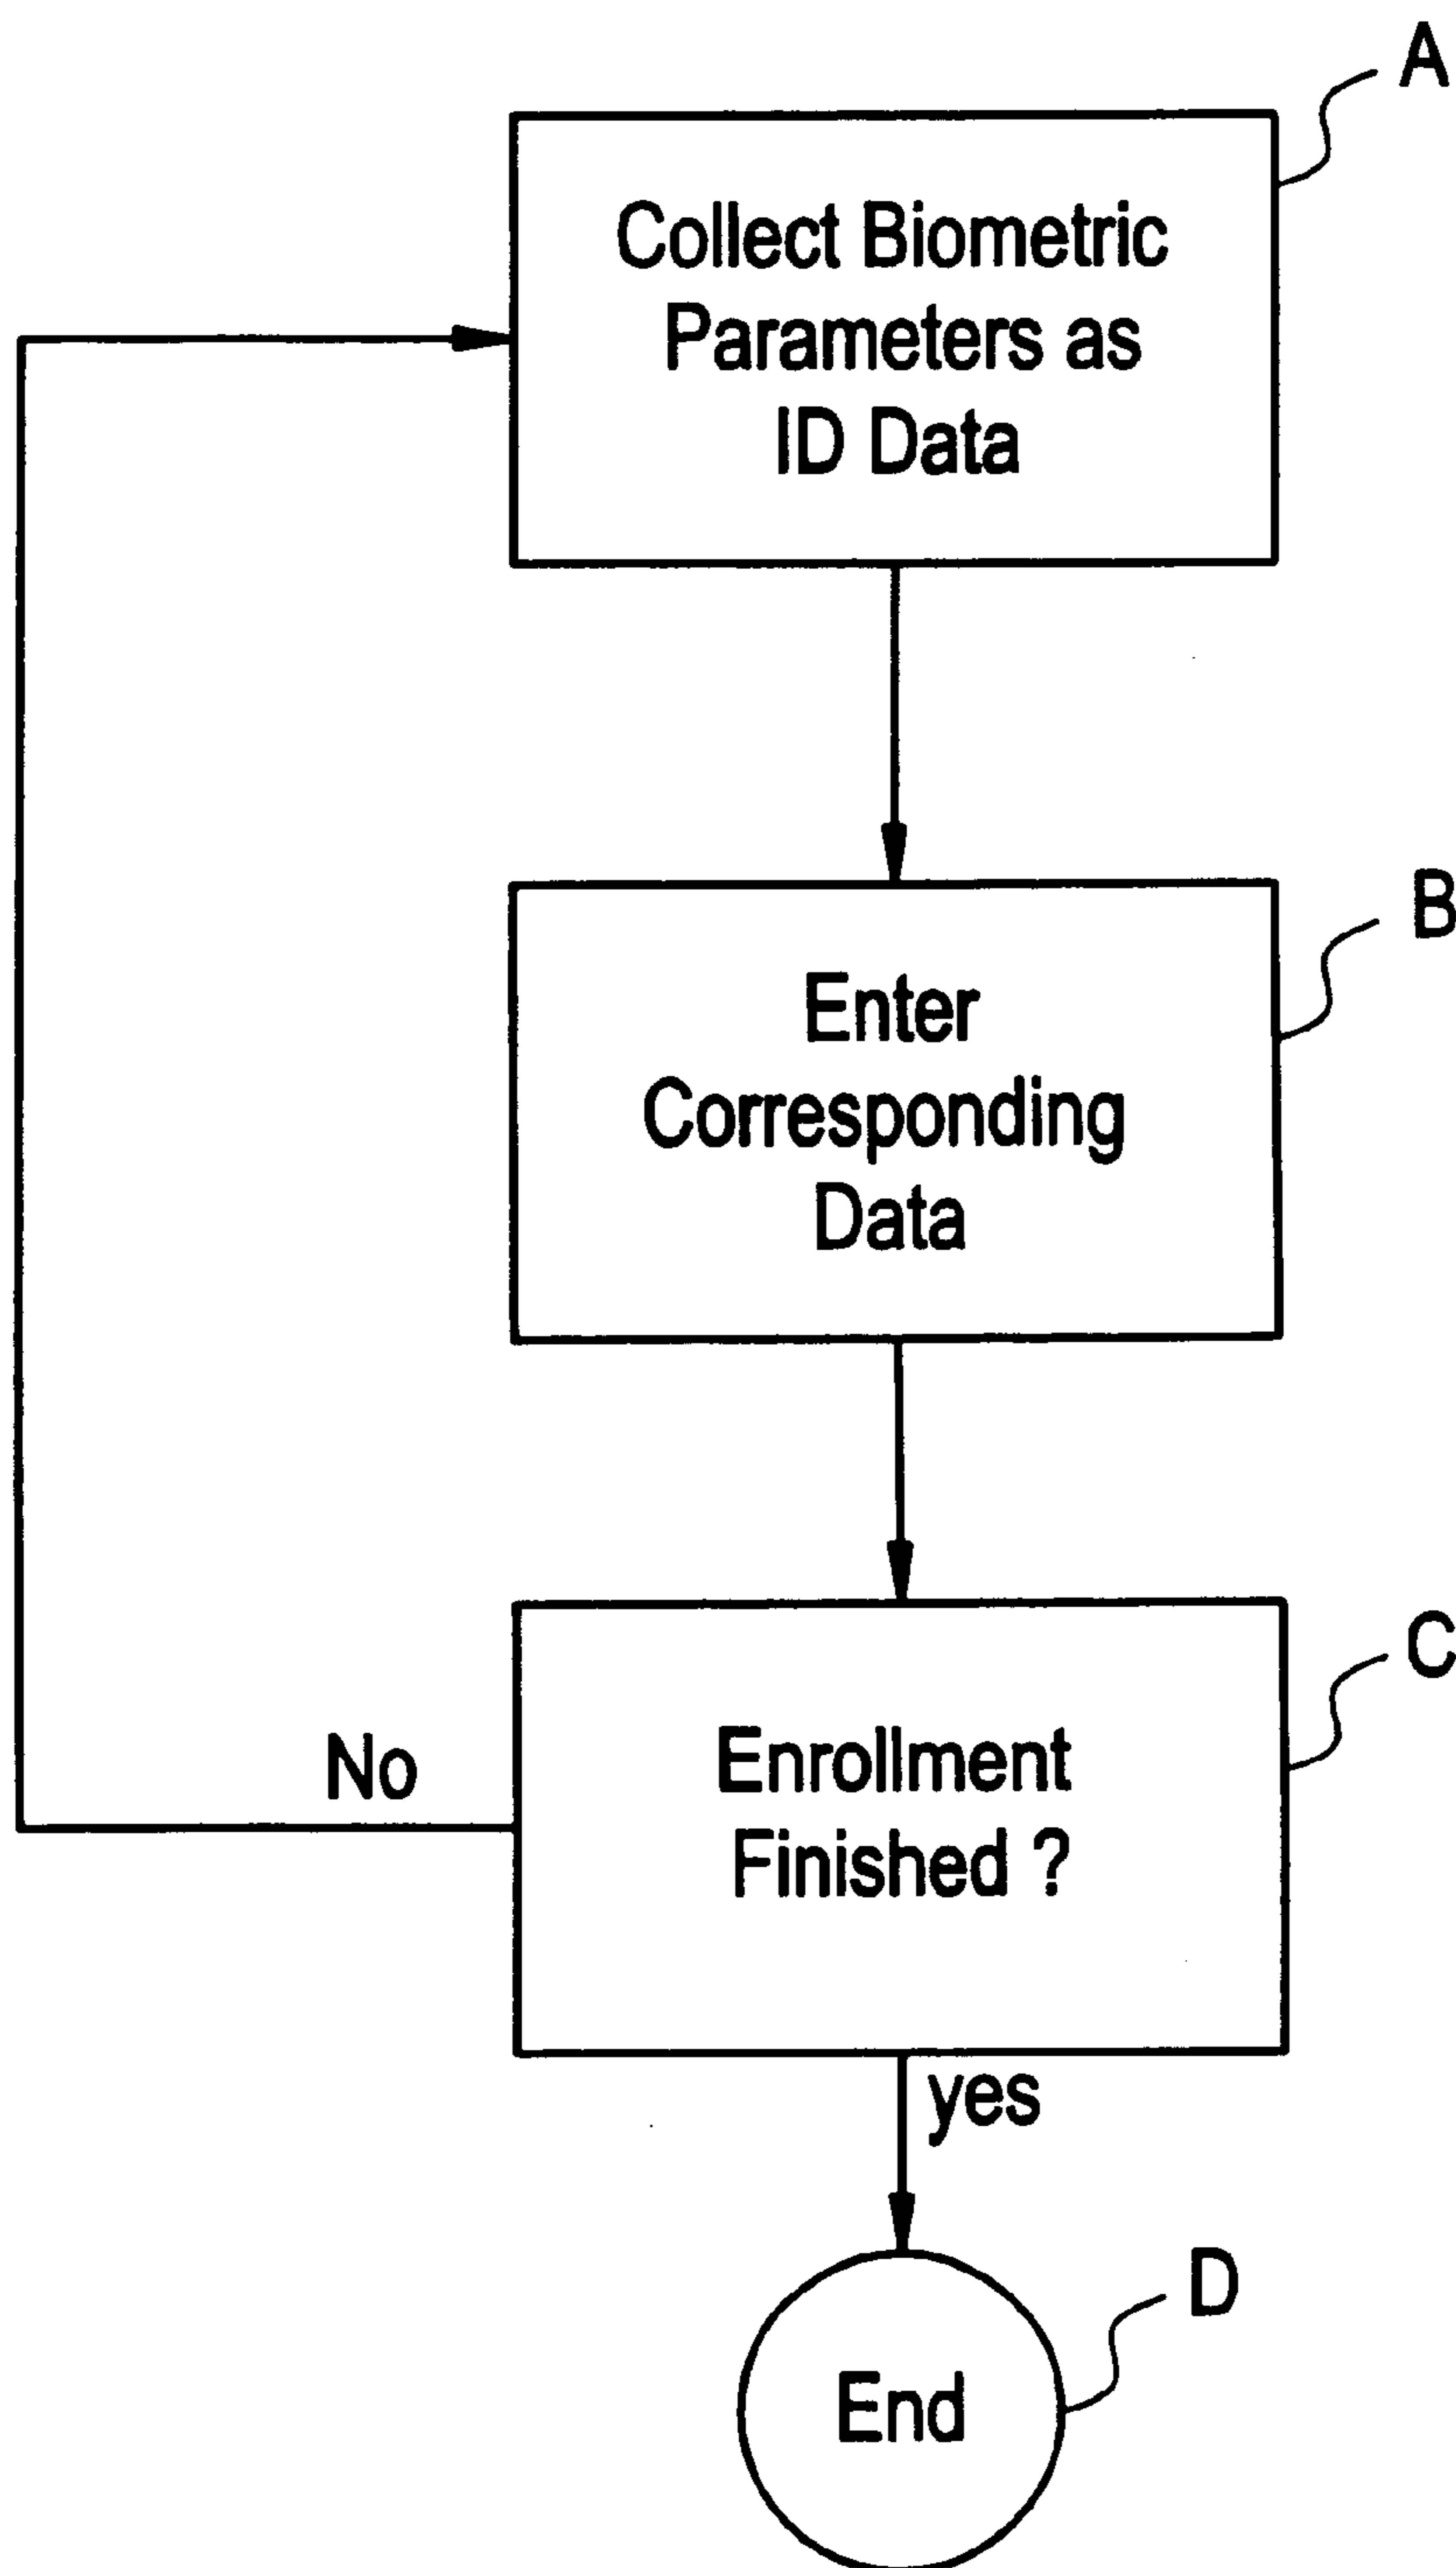 A
Collect Biometric
Parameters as
ID Data
B
Enter
Corresponding
Data
C
Enrollment
Finished ?
No
yes
D
End